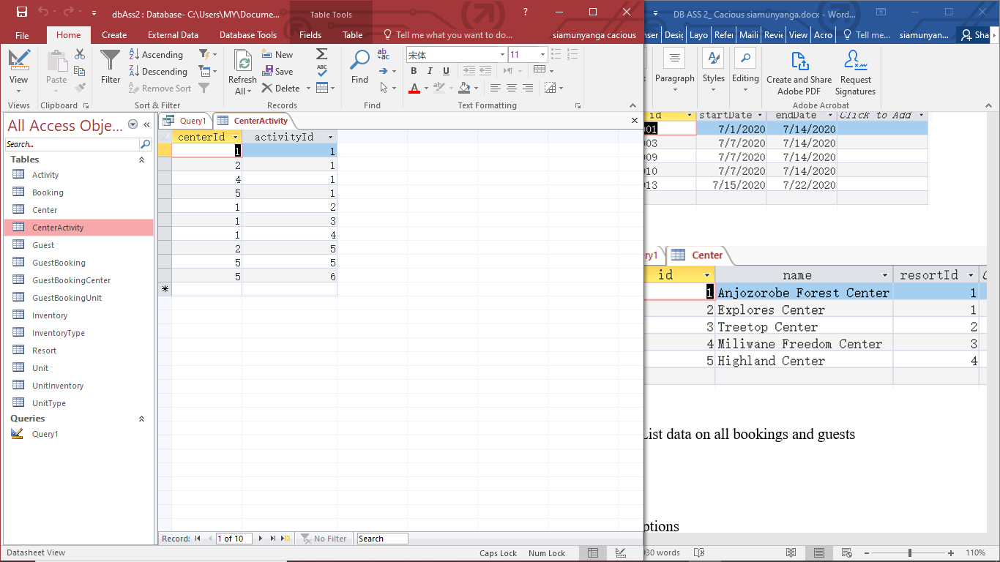 dbAss2 : Database- C:\Users\MY\Docume...
Table Tools
?
File
Home
Create
External Data
Database Tools
Fields
Table
Tell me what you want to do...
siamunyanga cacious
View
Views
Paste
Clipboard
Filter
Ascending
Descending
Remove Sort
Sort & Filter
Refresh
All
New
Save
Delete
Records
Find
Find
宋体
11
B I U
A
Text Formatting
All Access Obje...
Search...
Tables
Activity
Booking
Center
CenterActivity
Guest
GuestBooking
GuestBookingCenter
GuestBookingUnit
Inventory
InventoryType
Resort
Unit
UnitInventory
UnitType
Queries
Query1
Query1
CenterActivity
centerId activityId
1 1
2 1
4 1
5 1
1 2
1 3
1 4
2 5
5 5
5 6
Record:
1 of 10
No Filter
Search
Datasheet View
Caps Lock
Num Lock
DB ASS 2_ Cacious siamunyanga.docx - Word...
nser
Desig
Layo
Refer
Maili
Revie
View
Acro
Tell me...
siamunyan...
Sha
Paragraph
Styles
Editing
Create and Share
Adobe PDF
Request
Signatures
Adobe Acrobat
id startDate endDate Click to Add
001 7/1/2020 7/14/2020
003 7/7/2020 7/14/2020
009 7/7/2020 7/14/2020
010 7/7/2020 7/14/2020
013 7/15/2020 7/22/2020
ry1
Center
id name resortId
1 Anjozorobe Forest Center 1
2 Explores Center 1
3 Treetop Center 2
4 Miliwane Freedom Center 3
5 Highland Center 4
List data on all bookings and guests
ptions
930 words
110%